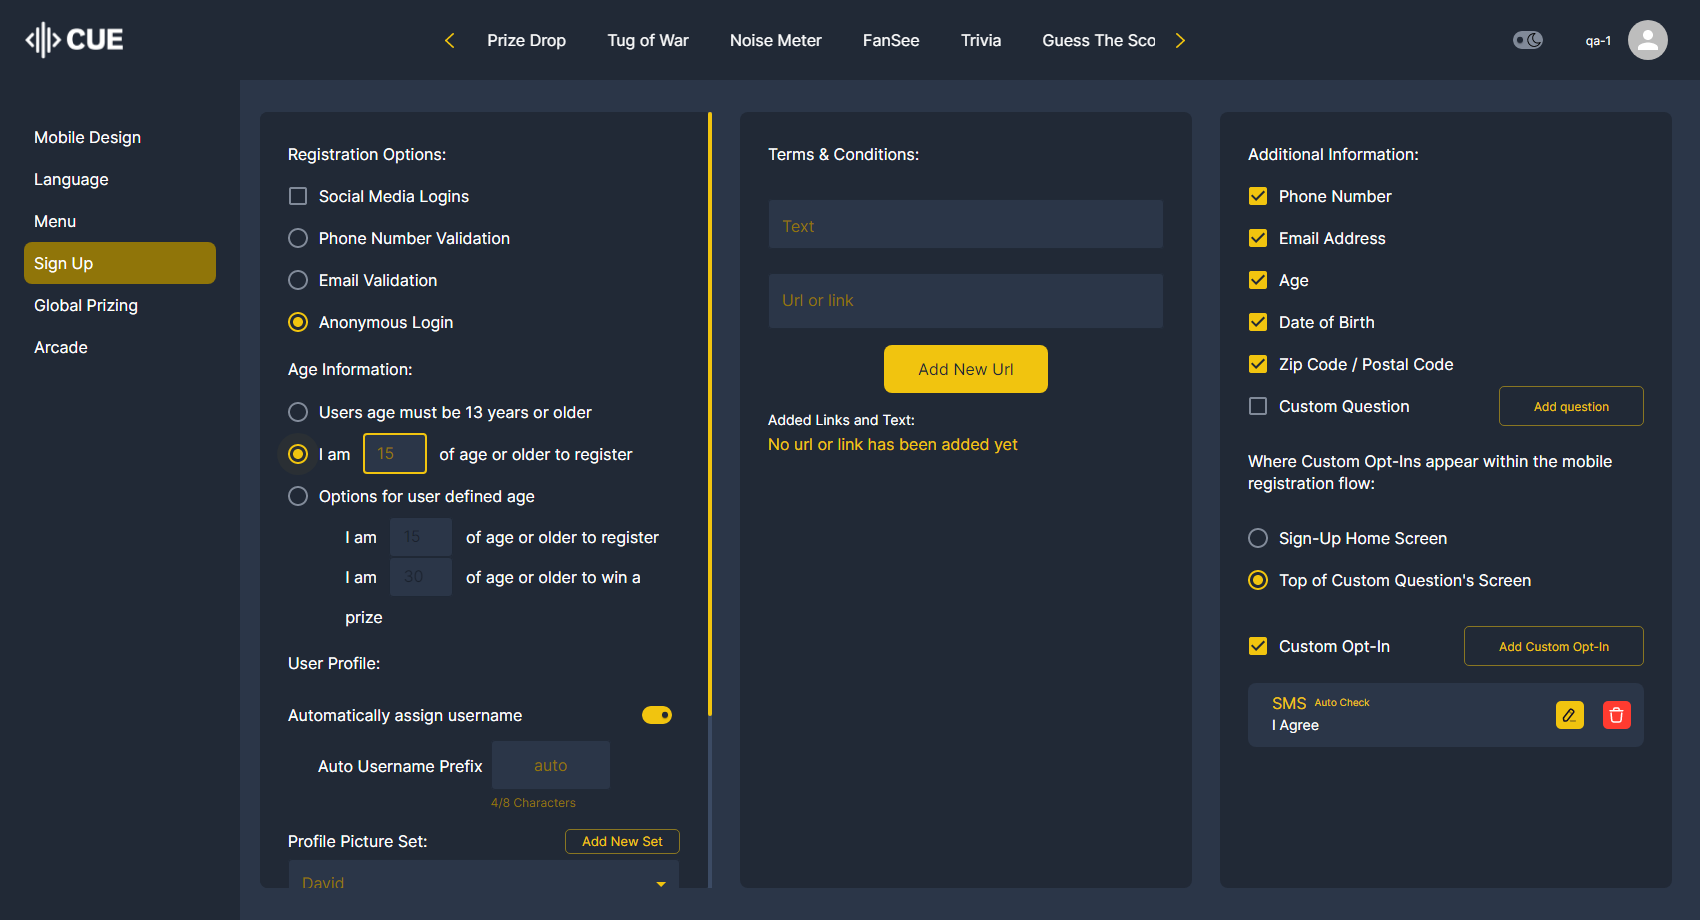 CUE
Prize Drop
Tug of War
Noise Meter
FanSee
Trivia
Guess The Sco
qa-1
Mobile Design
Language
Menu
Sign Up
Global Prizing
Arcade
Registration Options:
Social Media Logins
Phone Number Validation
Email Validation
Anonymous Login
Age Information:
Users age must be 13 years or older
I am 15 of age or older to register
Options for user defined age
I am 15 of age or older to register
I am 30 of age or older to win a
prize
User Profile:
Automatically assign username
Auto Username Prefix auto
4/8 Characters
Profile Picture Set: Add New Set
David
Terms & Conditions:
Text
Url or link
Add New Url
Added Links and Text:
No url or link has been added yet
Additional Information:
Phone Number
Email Address
Age
Date of Birth
Zip Code / Postal Code
Custom Question Add question
Where Custom Opt-Ins appear within the mobile
registration flow:
Sign-Up Home Screen
Top of Custom Question's Screen
Custom Opt-In Add Custom Opt-In
SMS Auto Check
I Agree